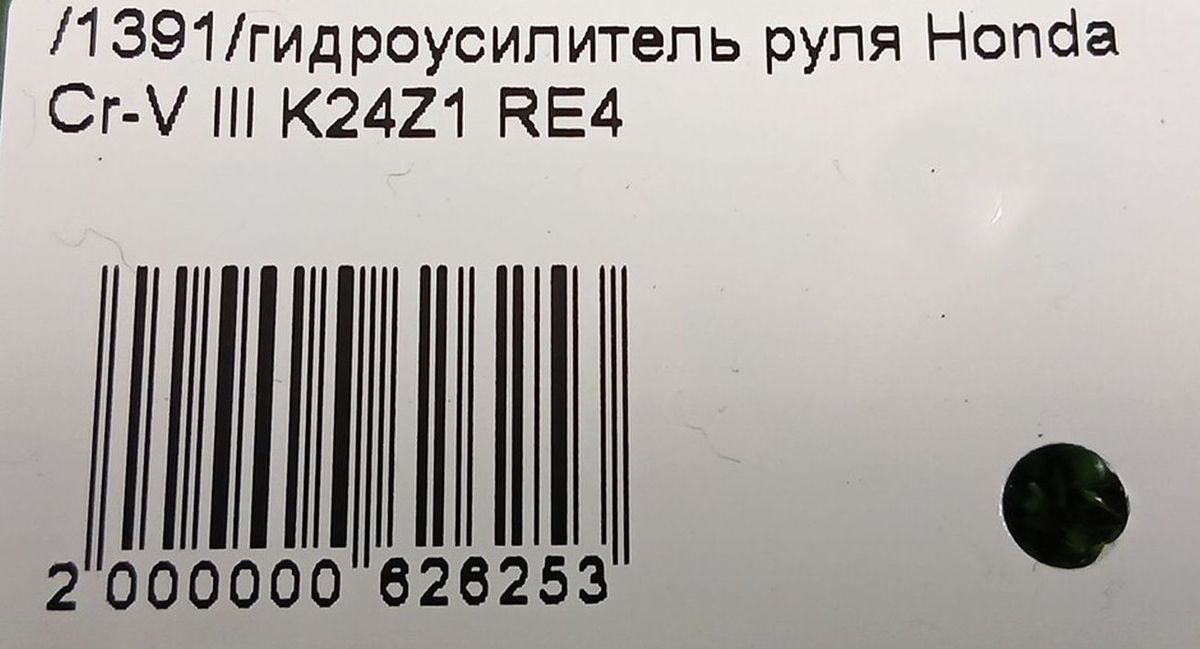 /1391/гидроусилитель руля Honda
Cr-V III K24Z1 RE4
2 000000 626253